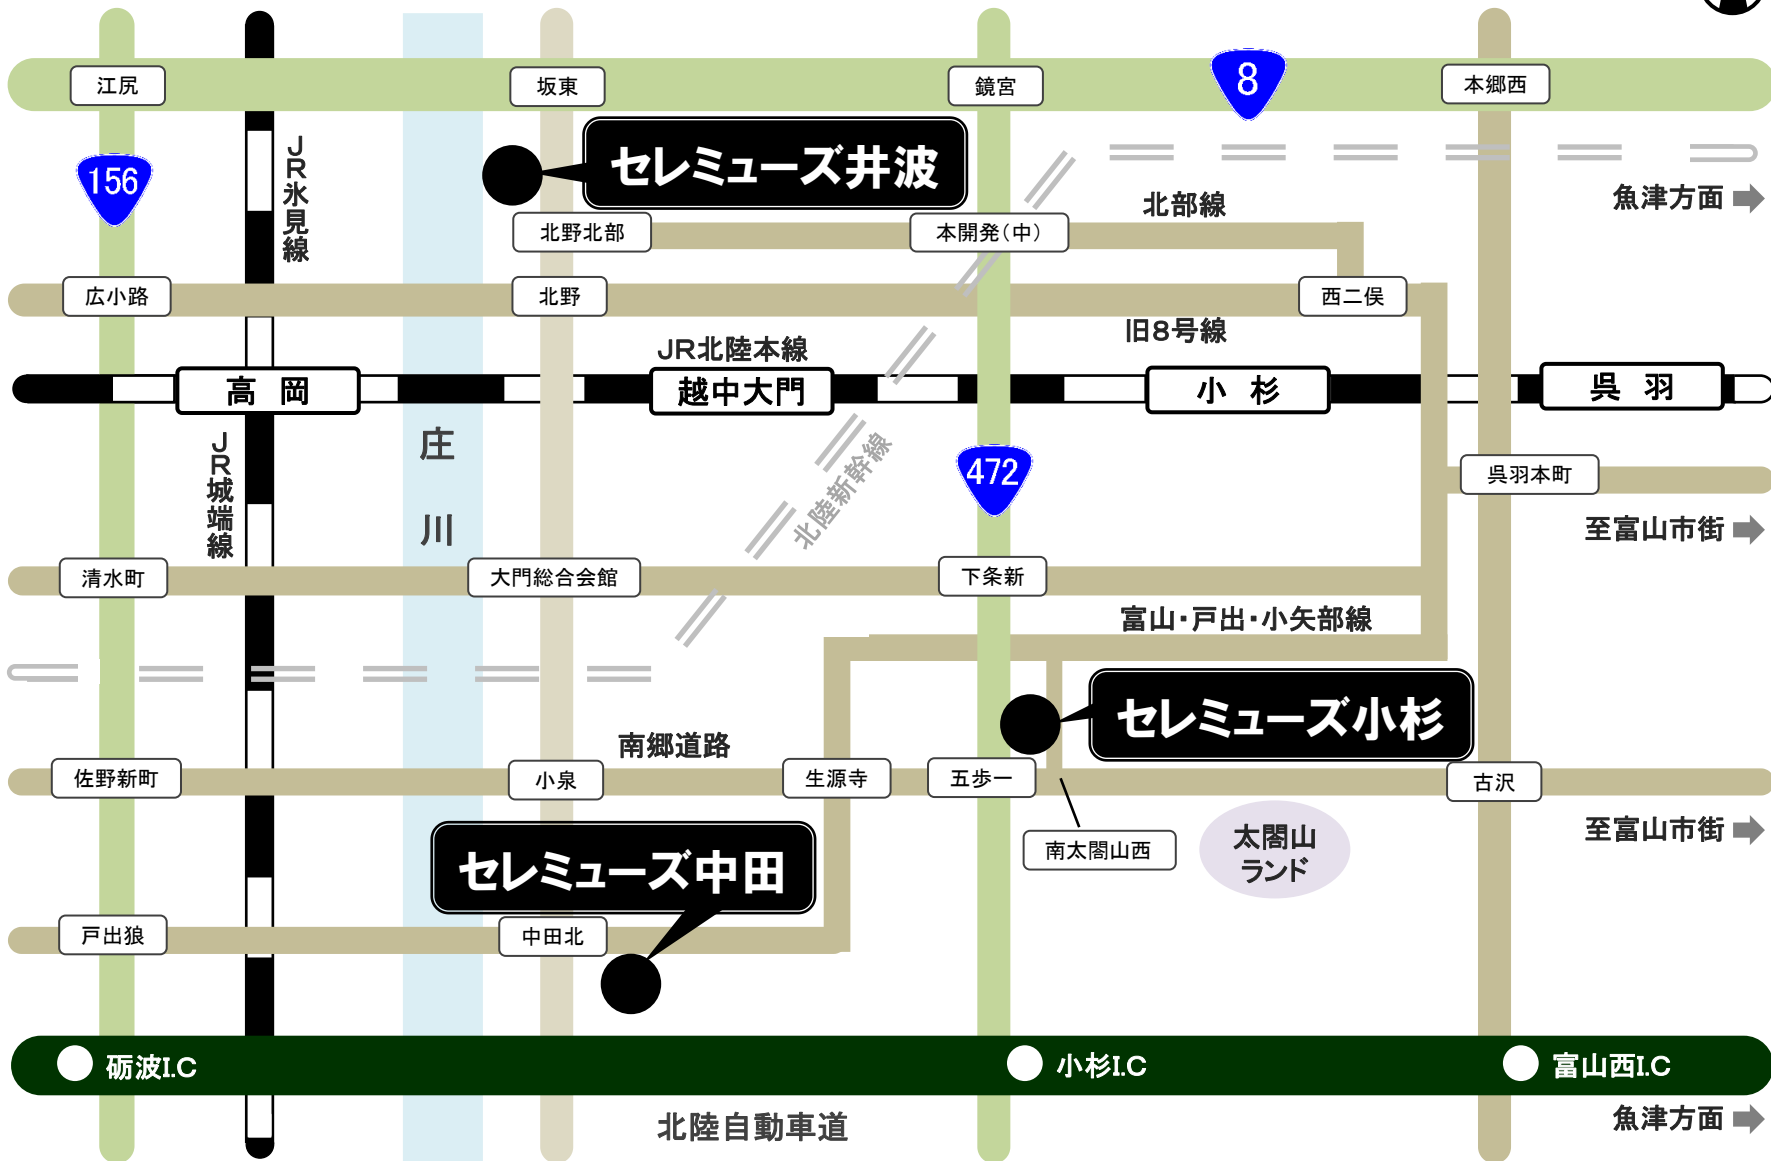 江尻
坂東
鏡宮
8
本郷西
156
JR氷見線
セレミューズ井波
魚津方面
北部線
北野北部
本開発(中)
広小路
北野
西二俣
旧8号線
JR北陸本線
高 岡
越中大門
小 杉
呉 羽
庄川
JR城端線
北陸新幹線
472
呉羽本町
至富山市街
清水町
大門総合会館
下条新
富山・戸出・小矢部線
セレミューズ小杉
南郷道路
佐野新町
小泉
生源寺
五歩一
古沢
南太閤山西
太閤山
ランド
至富山市街
セレミューズ中田
戸出狼
中田北
砺波I.C
小杉I.C
富山西I.C
北陸自動車道
魚津方面